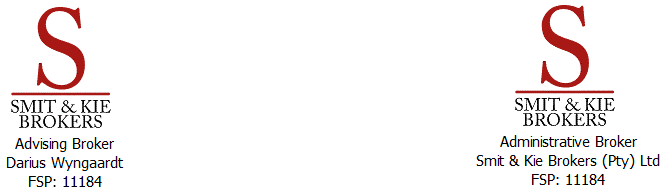 S
SMIT & KIE
BROKERS
Advising Broker
Darius Wyngaardt
FSP: 11184
S
SMIT & KIE
BROKERS
Administrative Broker
Smit & Kie Brokers (Pty) Ltd
FSP: 11184